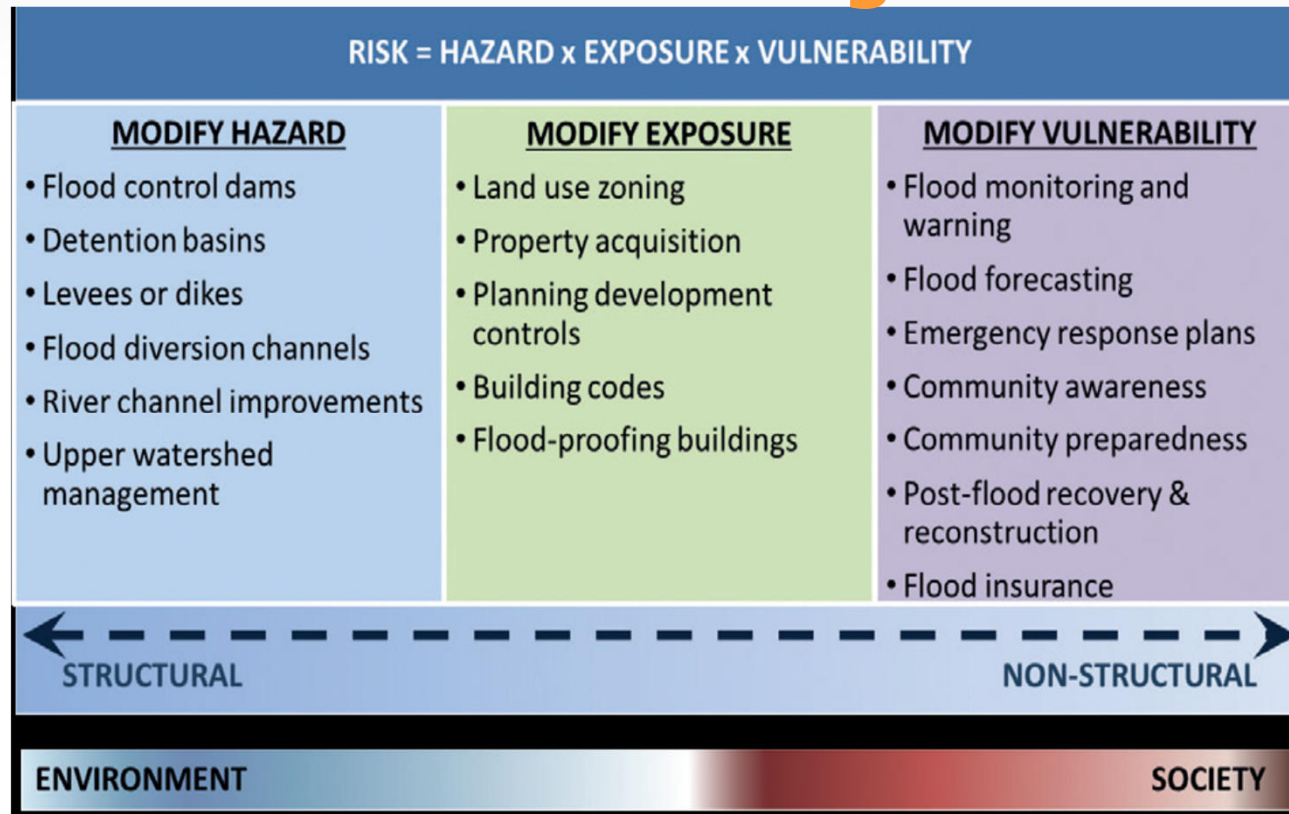 RISK = HAZARD x EXPOSURE x VULNERABILITY
MODIFY HAZARD
• Flood control dams
• Detention basins
• Levees or dikes
• Flood diversion channels
• River channel improvements
• Upper watershed
management
MODIFY EXPOSURE
• Land use zoning
• Property acquisition
• Planning development
controls
• Building codes
• Flood-proofing buildings
MODIFY VULNERABILITY
• Flood monitoring and
warning
• Flood forecasting
• Emergency response plans
• Community awareness
• Community preparedness
• Post-flood recovery &
reconstruction
• Flood insurance
STRUCTURAL
NON-STRUCTURAL
ENVIRONMENT
SOCIETY